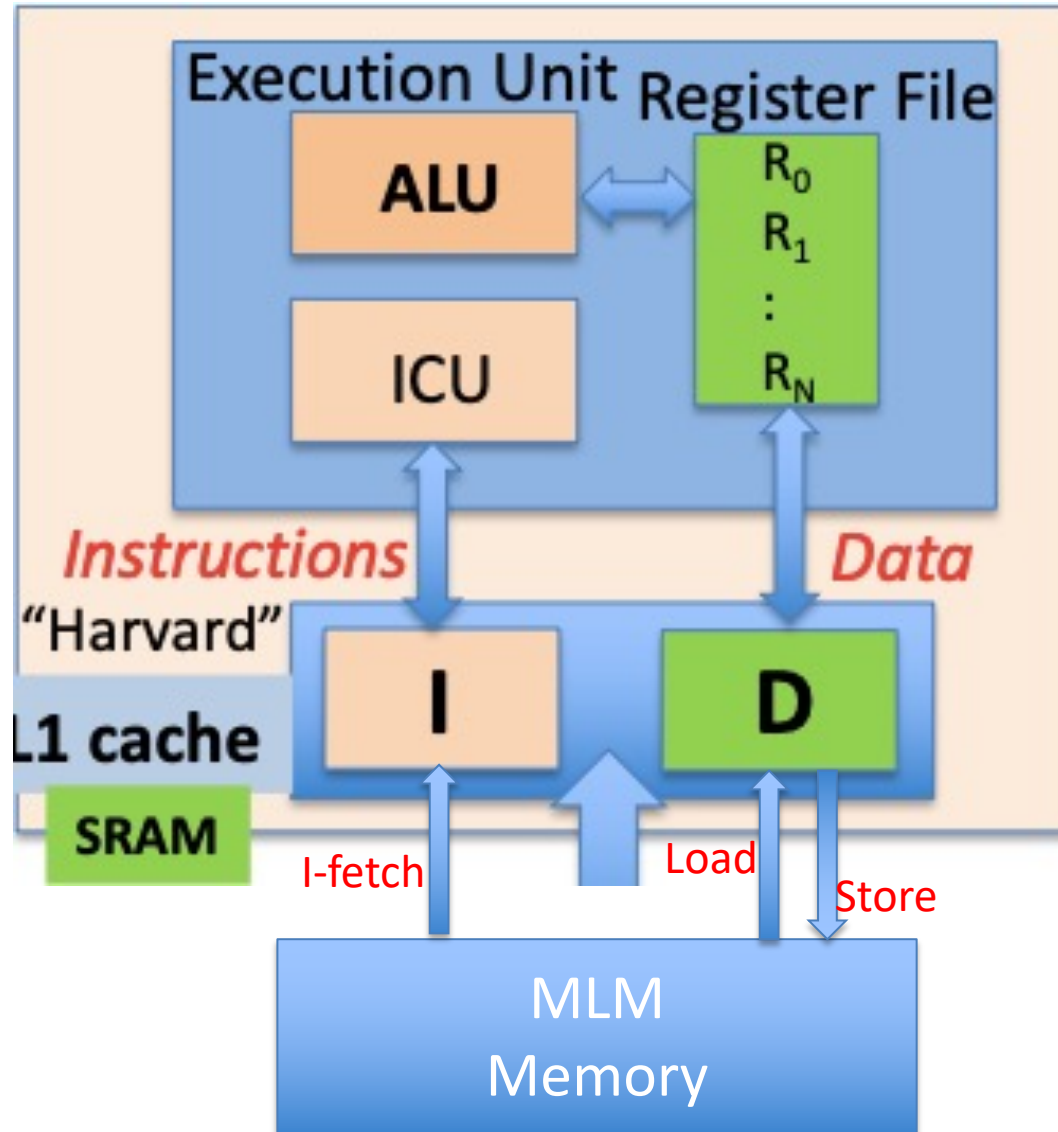 Execution Unit
Register File
ALU
R₀
R₁
:
R_N
ICU
Instructions
Data
“Harvard”
I
D
L1 cache
SRAM
I-fetch
Load
Store
MLM
Memory